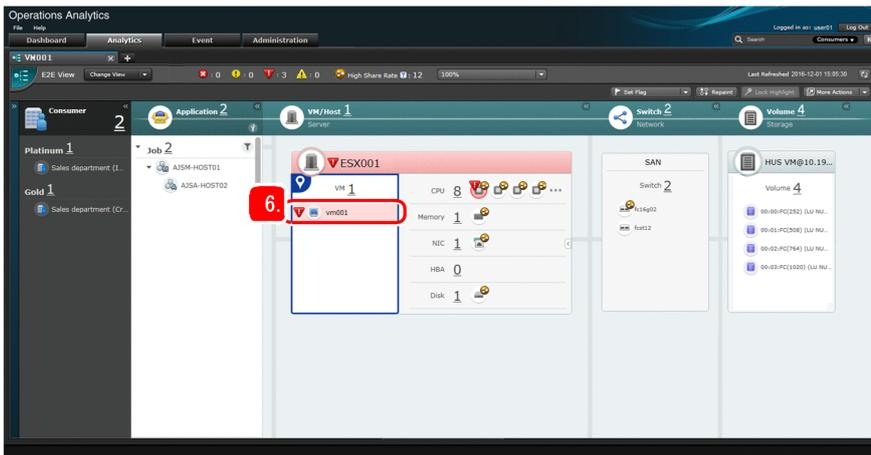 Operations Analytics
File Help
Logged in as: user01 Log Out
Dashboard Analytics Event Administration
Search Consumers
VM001
E2E View Change View : 0 : 0 : 3 : 0 High Share Rate : 12 100% Last Refreshed 2016-12-01 15:05:30
Set Flag Repaint Lock Highlight More Actions
Consumer 2
Application 2
VM/Host 1
Server
Switch 2
Network
Volume 4
Storage
Platinum 1
Sales department (I...
Gold 1
Sales department (Cr...
Job 2
AJSM-HOST01
AJSA-HOST02
ESX001
VM 1
6.
vm001
CPU 8 ...
Memory 1
NIC 1
HBA 0
Disk 1
SAN
Switch 2
fc16g02
fcst12
HUS VM@10.19...
Volume 4
00:00:FC(252) (LU NU...
00:01:FC(508) (LU NU...
00:02:FC(764) (LU NU...
00:03:FC(1020) (LU NU...